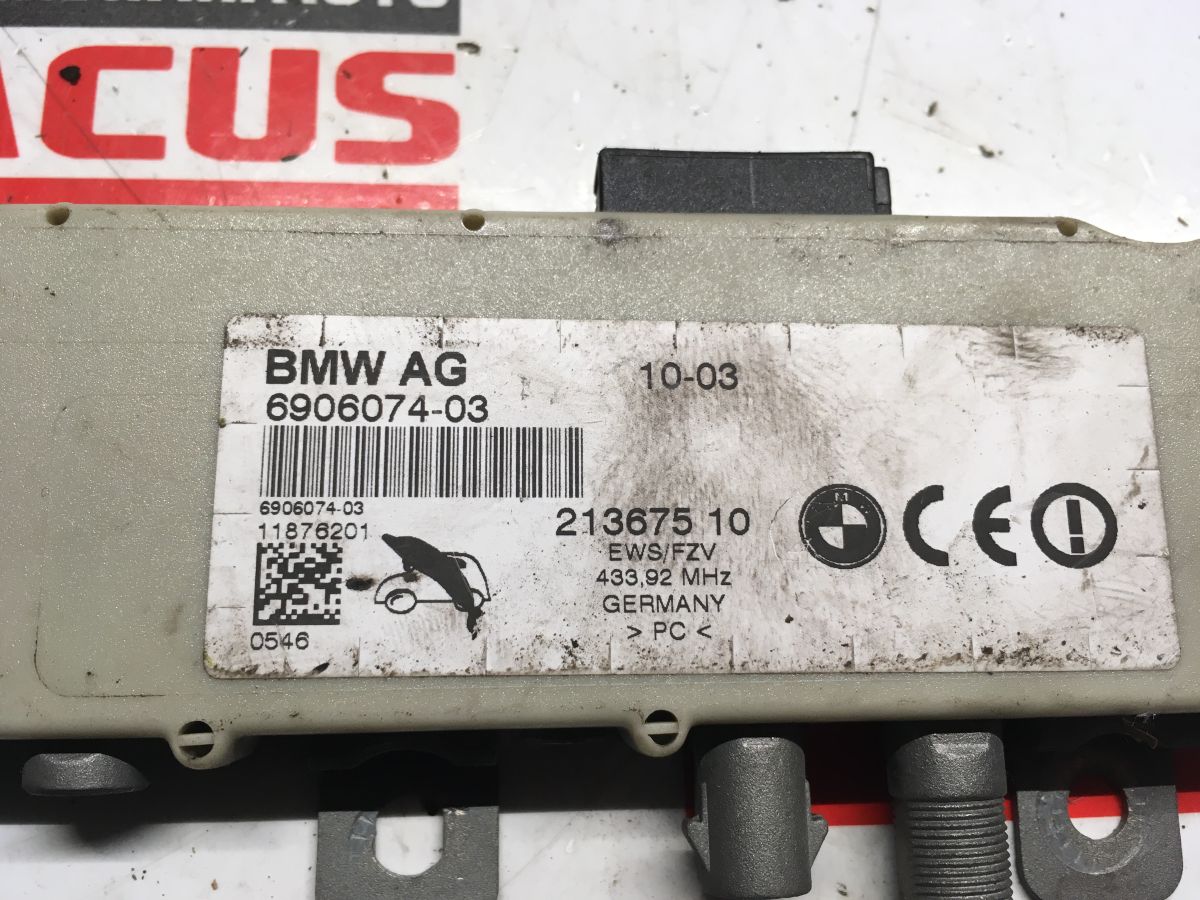 ACUS
BMW AG
10-03
6906074-03
6906074-03
11876201
213675 10
EWS/FZV
433,92 MHz
GERMANY
> PC <
0546
M
CE